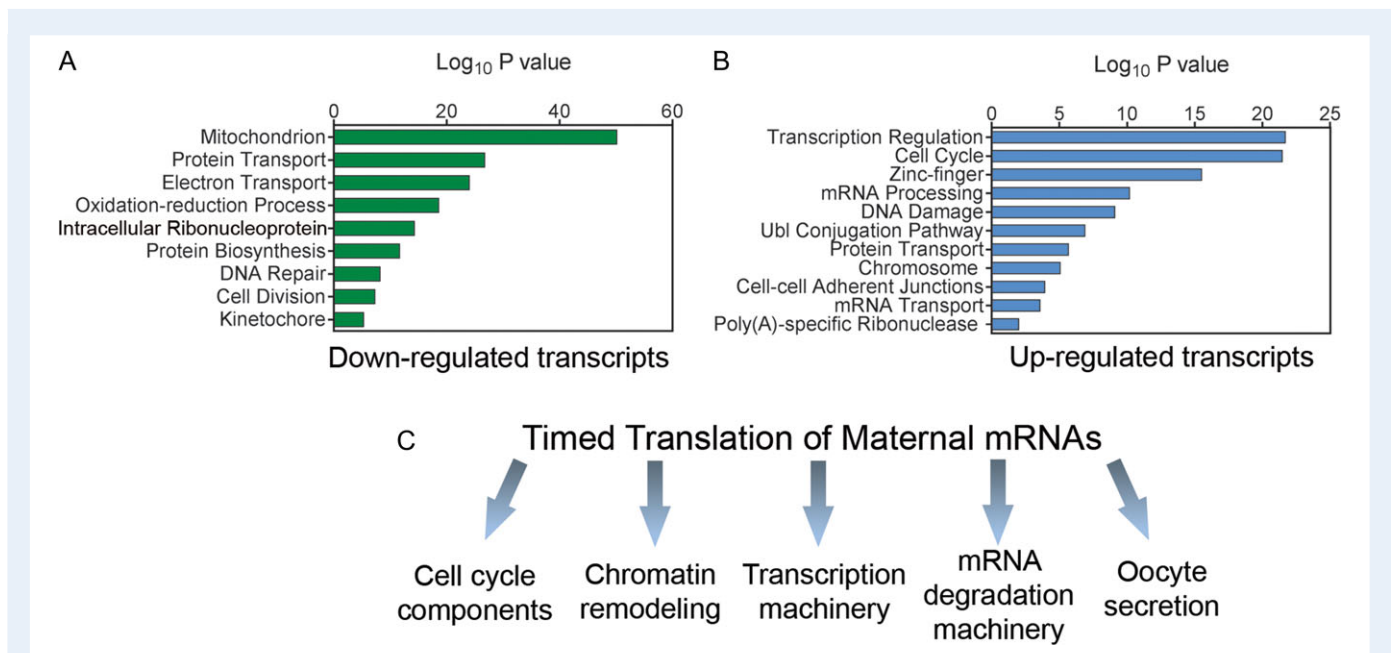 A
Log10 P value
0 20 40 60
Mitochondrion
Protein Transport
Electron Transport
Oxidation-reduction Process
Intracellular Ribonucleoprotein
Protein Biosynthesis
DNA Repair
Cell Division
Kinetochore
Down-regulated transcripts
B
Log10 P value
0 5 10 15 20 25
Transcription Regulation
Cell Cycle
Zinc-finger
mRNA Processing
DNA Damage
Ubl Conjugation Pathway
Protein Transport
Chromosome
Cell-cell Adherent Junctions
mRNA Transport
Poly(A)-specific Ribonuclease
Up-regulated transcripts
C
Timed Translation of Maternal mRNAs
Cell cycle
components
Chromatin
remodeling
Transcription
machinery
mRNA
degradation
machinery
Oocyte
secretion